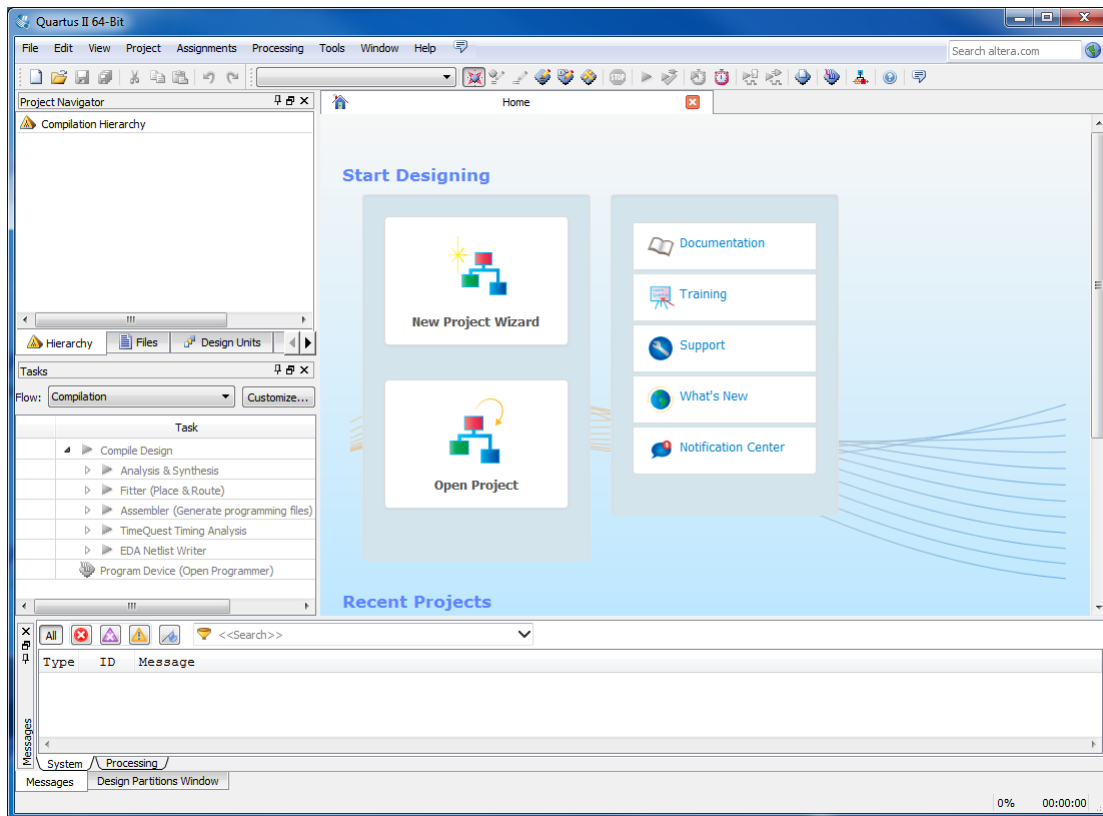 Quartus II 64-Bit
File Edit View Project Assignments Processing Tools Window Help
Search altera.com
Project Navigator
Compilation Hierarchy
Hierarchy Files Design Units
Tasks
Flow: Compilation Customize...
Task
Compile Design
Analysis & Synthesis
Fitter (Place & Route)
Assembler (Generate programming files)
TimeQuest Timing Analysis
EDA Netlist Writer
Program Device (Open Programmer)
Home
Start Designing
New Project Wizard
Open Project
Documentation
Training
Support
What's New
Notification Center
Recent Projects
All <<Search>>
Type ID Message
Messages
System Processing
Messages Design Partitions Window
0% 00:00:00